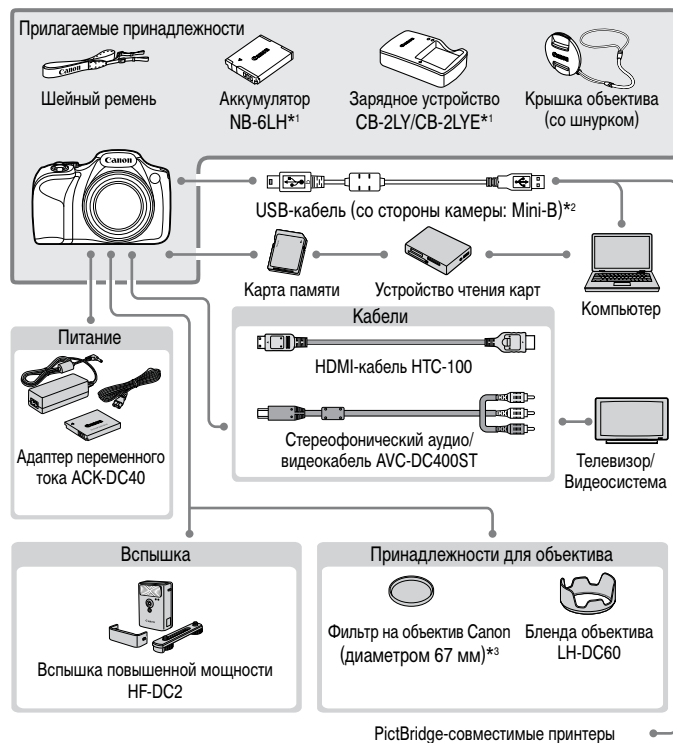 Прилагаемые принадлежности
Canon
Шейный ремень
Аккумулятор
NB-6LH*1
Зарядное устройство
CB-2LY/CB-2LYE*1
Крышка объектива
(со шнурком)
Canon
USB-кабель (со стороны камеры: Mini-B)*2
Карта памяти
Устройство чтения карт
Компьютер
Питание
Адаптер переменного
тока ACK-DC40
Кабели
HDMI-кабель HTC-100
Стереофонический аудио/
видеокабель AVC-DC400ST
Телевизор/
Видеосистема
Вспышка
Вспышка повышенной мощности
HF-DC2
Принадлежности для объектива
Фильтр на объектив Canon
(диаметром 67 мм)*3
Бленда объектива
LH-DC60
PictBridge-совместимые принтеры